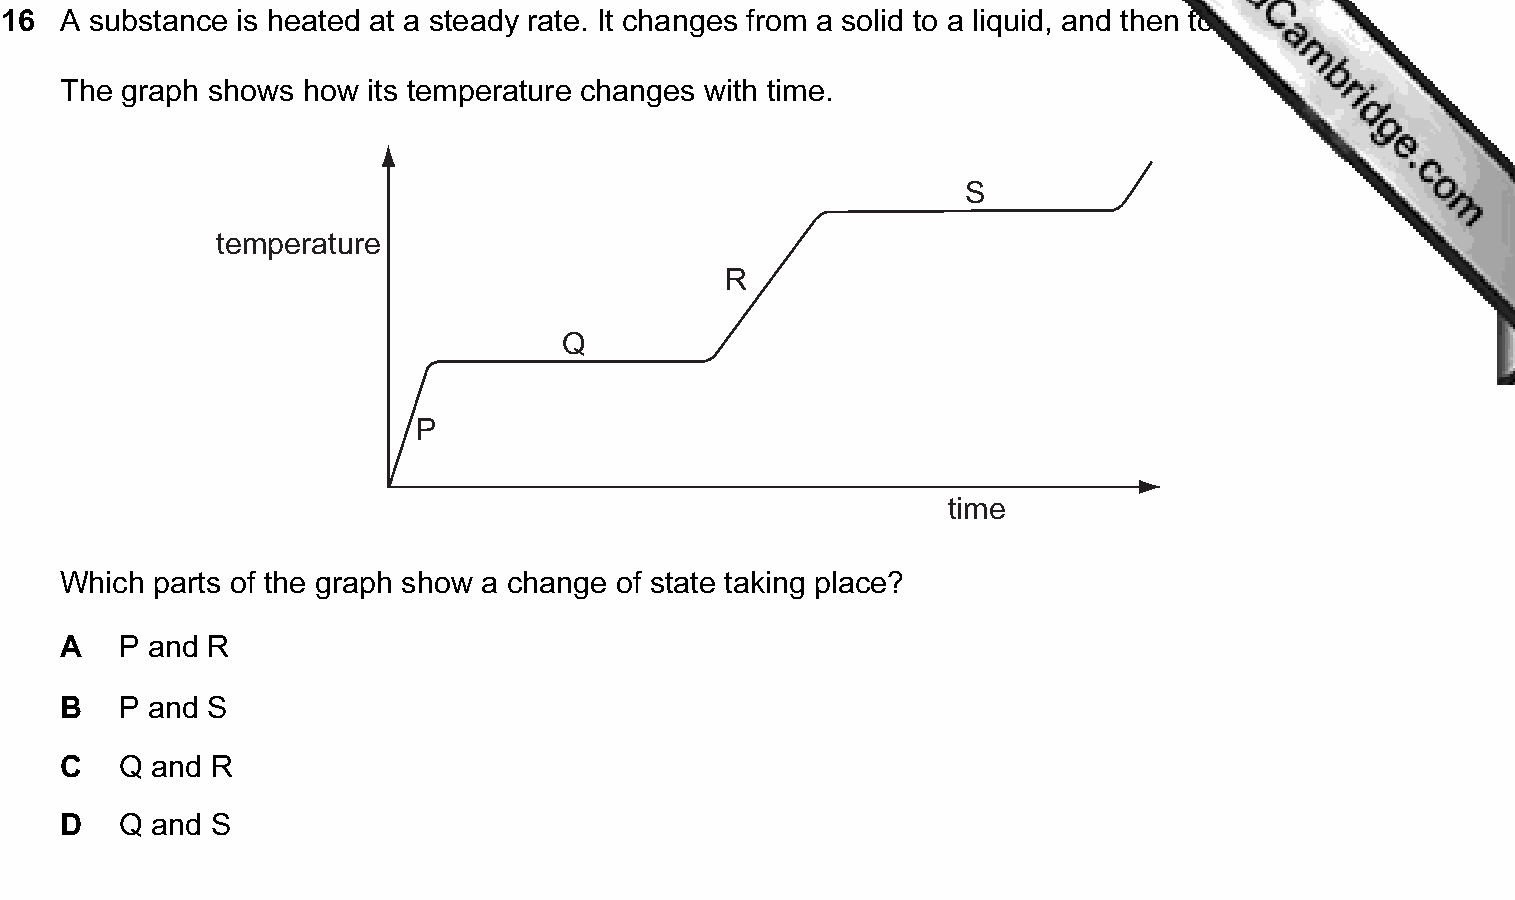 16 A substance is heated at a steady rate. It changes from a solid to a liquid, and then to
Cambridge.com
The graph shows how its temperature changes with time.
S
temperature
R
Q
P
time
Which parts of the graph show a change of state taking place?
A P and R
B P and S
C Q and R
D Q and S